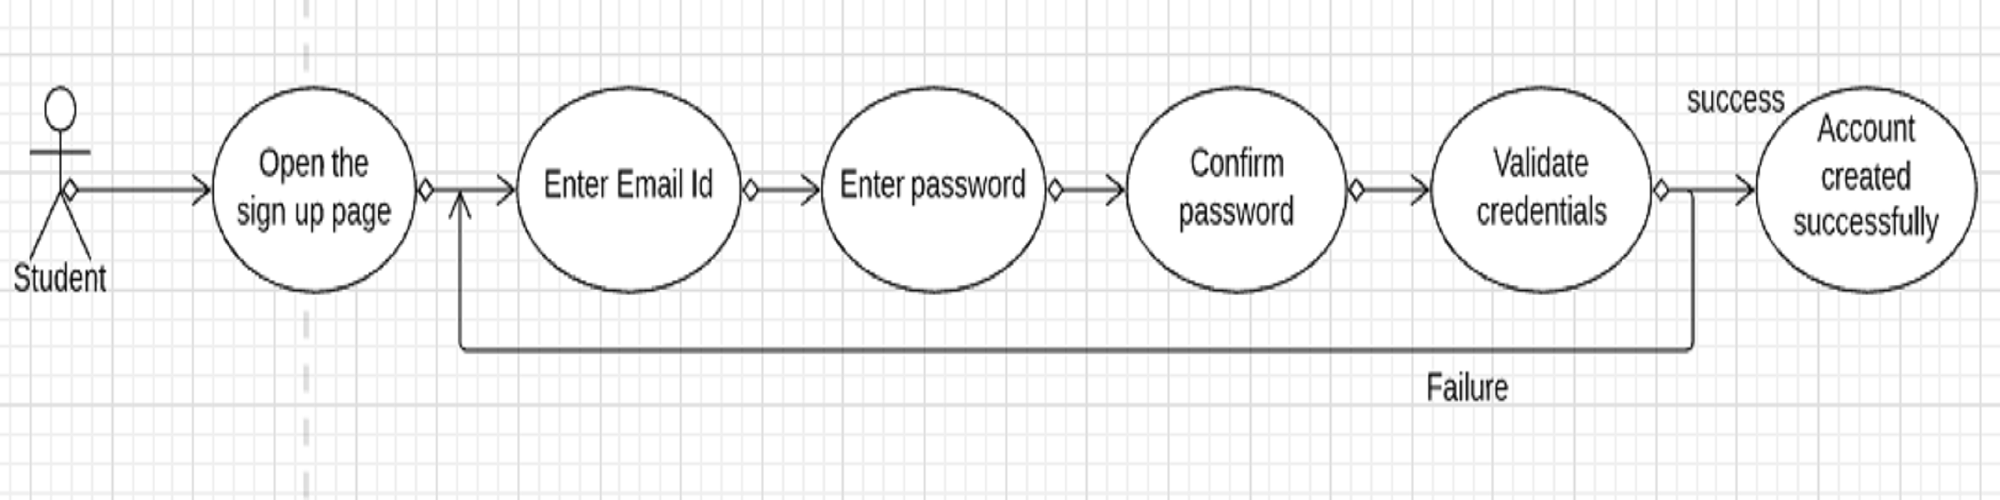 Student
Open the
sign up page
Enter Email Id
Enter password
Confirm
password
Validate
credentials
success
Account
created
successfully
Failure